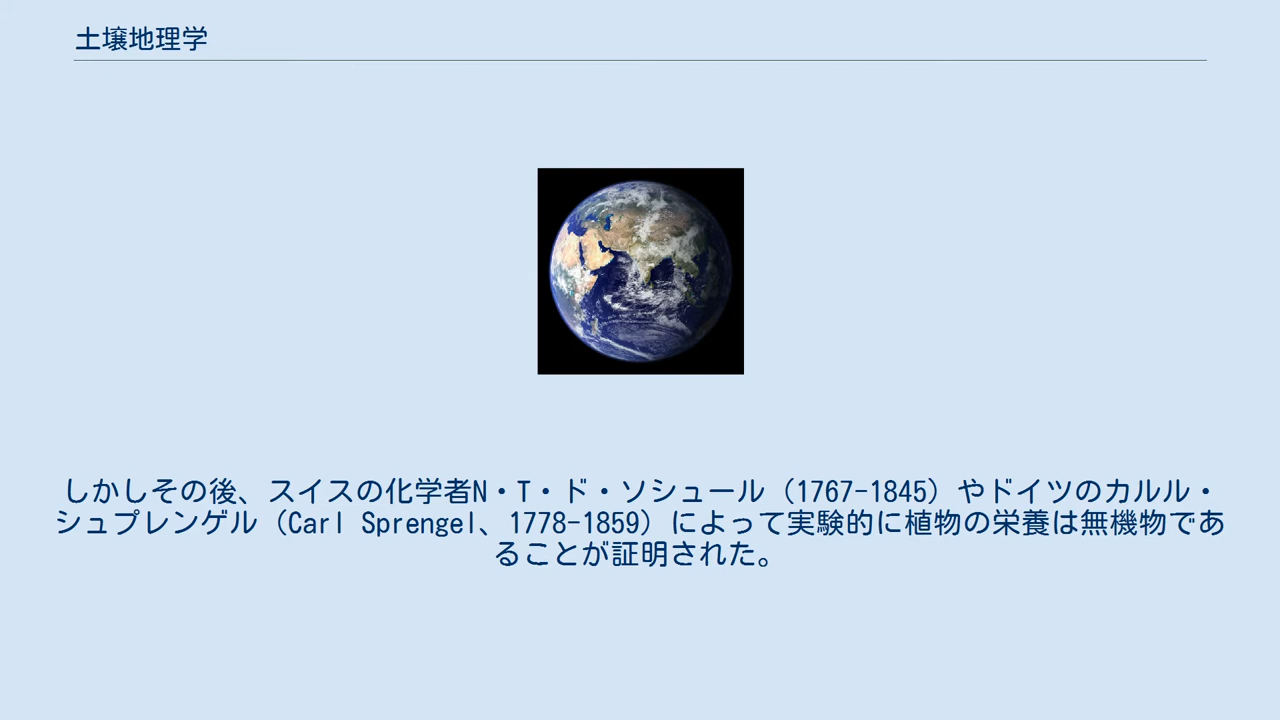 土壌地理学
しかしその後、スイスの化学者N・T・ド・ソシュール（1767-1845）やドイツのカルル・
シュプレンゲル（Carl Sprengel、1778-1859）によって実験的に植物の栄養は無機物であ
ることが証明された。